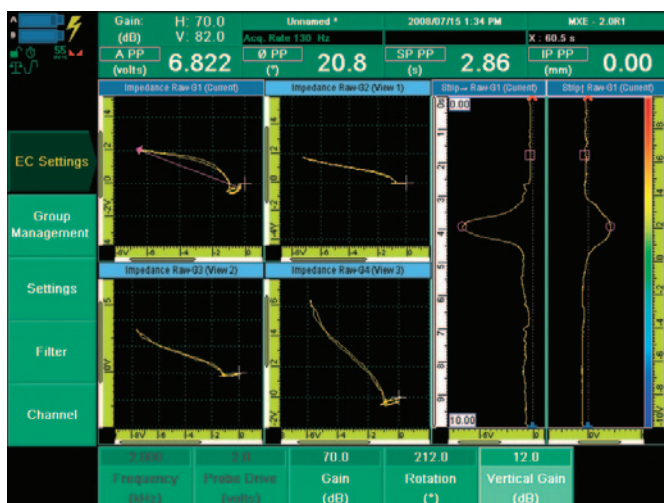 A
B
Gain: H: 70.0
(dB) V: 82.0
Unnamed *
2008/07/15 1:34 PM
MXE - 2.0R1
Acq. Rate 130 Hz
X : 60.5 s
A PP
(volts)
6.822
Ø PP
(°)
20.8
SP PP
(s)
2.86
IP PP
(mm)
0.00
Impedance Raw-G1 (Current)
Impedance Raw-G2 (View 1)
Strip→ Raw-G1 (Current)
Strip↑ Raw-G1 (Current)
0.00
EC Settings
Group
Management
Settings
Filter
Channel
Impedance Raw-G3 (View 2)
Impedance Raw-G4 (View 3)
10.00
2.000
Frequency
(kHz)
2.0
Probe Drive
(volts)
70.0
Gain
(dB)
212.0
Rotation
(°)
12.0
Vertical Gain
(dB)